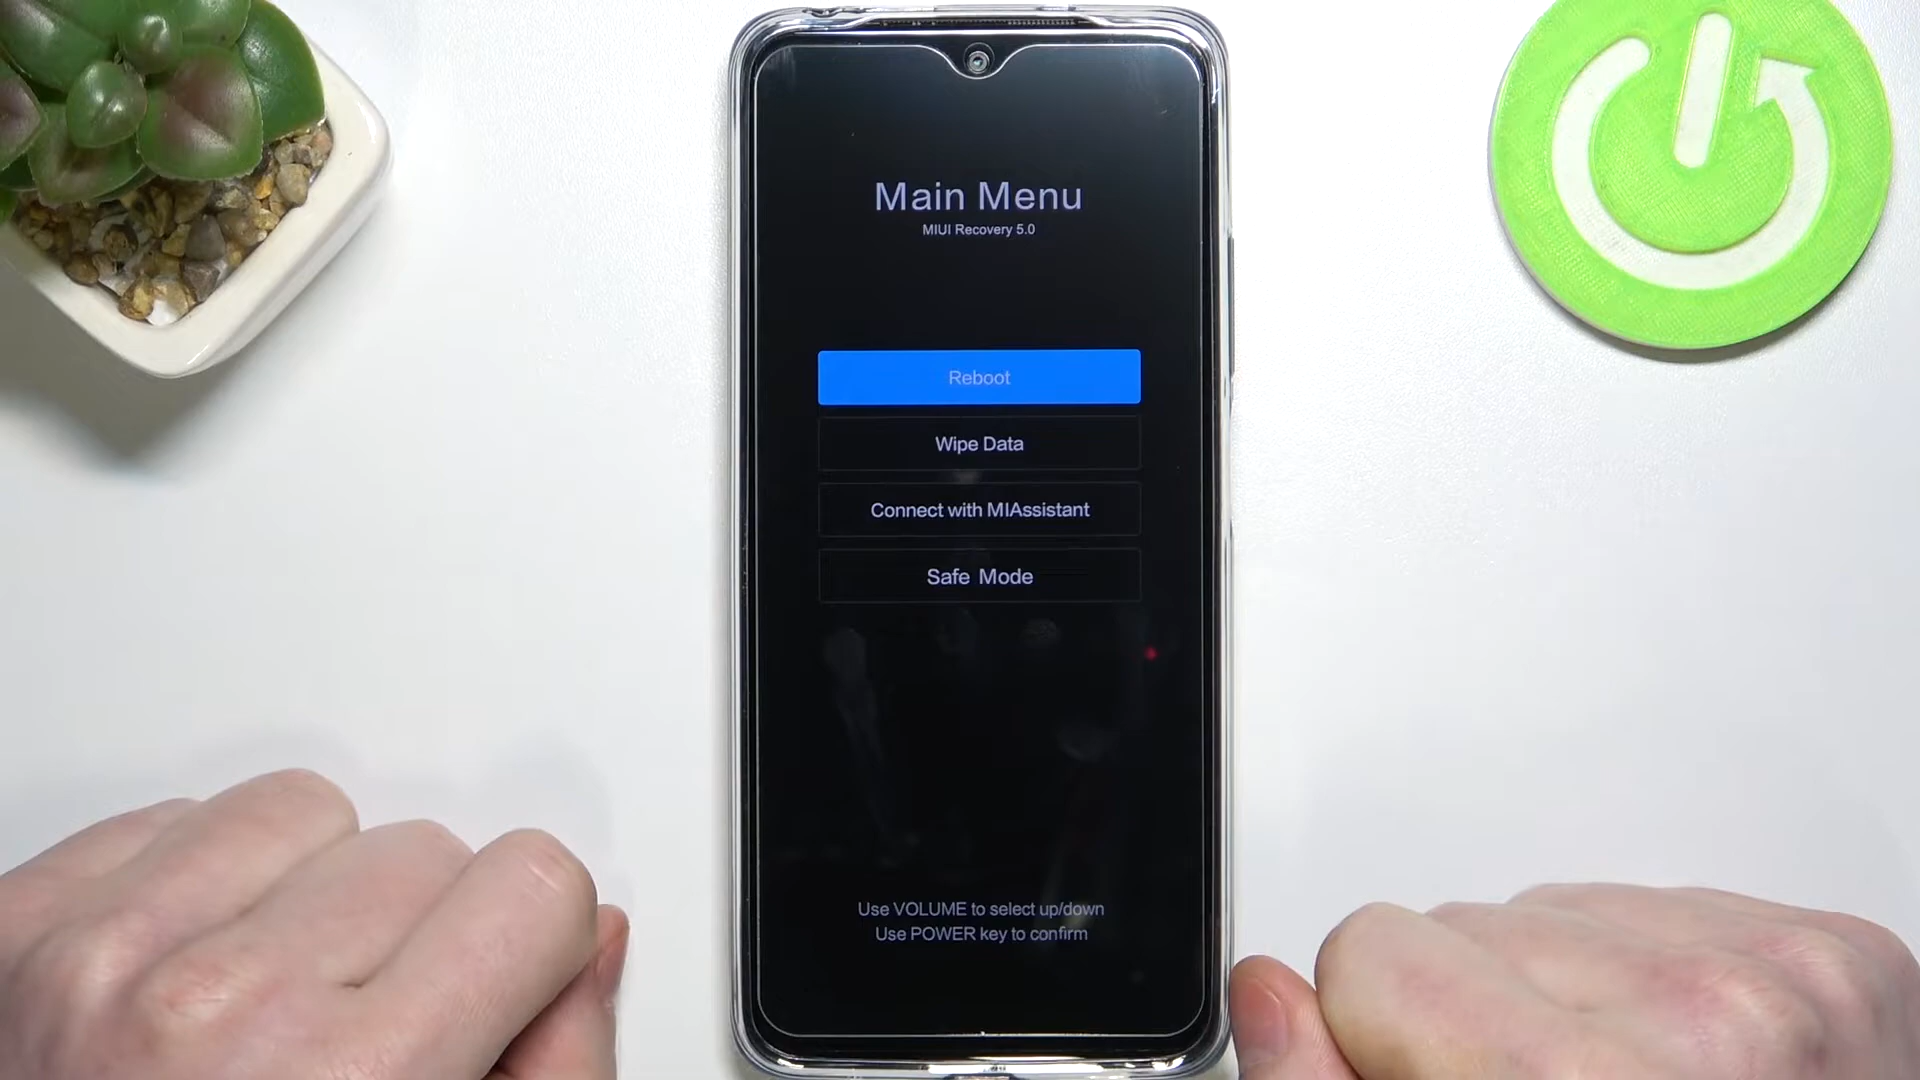 Main Menu
MIUI Recovery 5.0
Reboot
Wipe Data
Connect with MIAssistant
Safe Mode
Use VOLUME to select up/down
Use POWER key to confirm